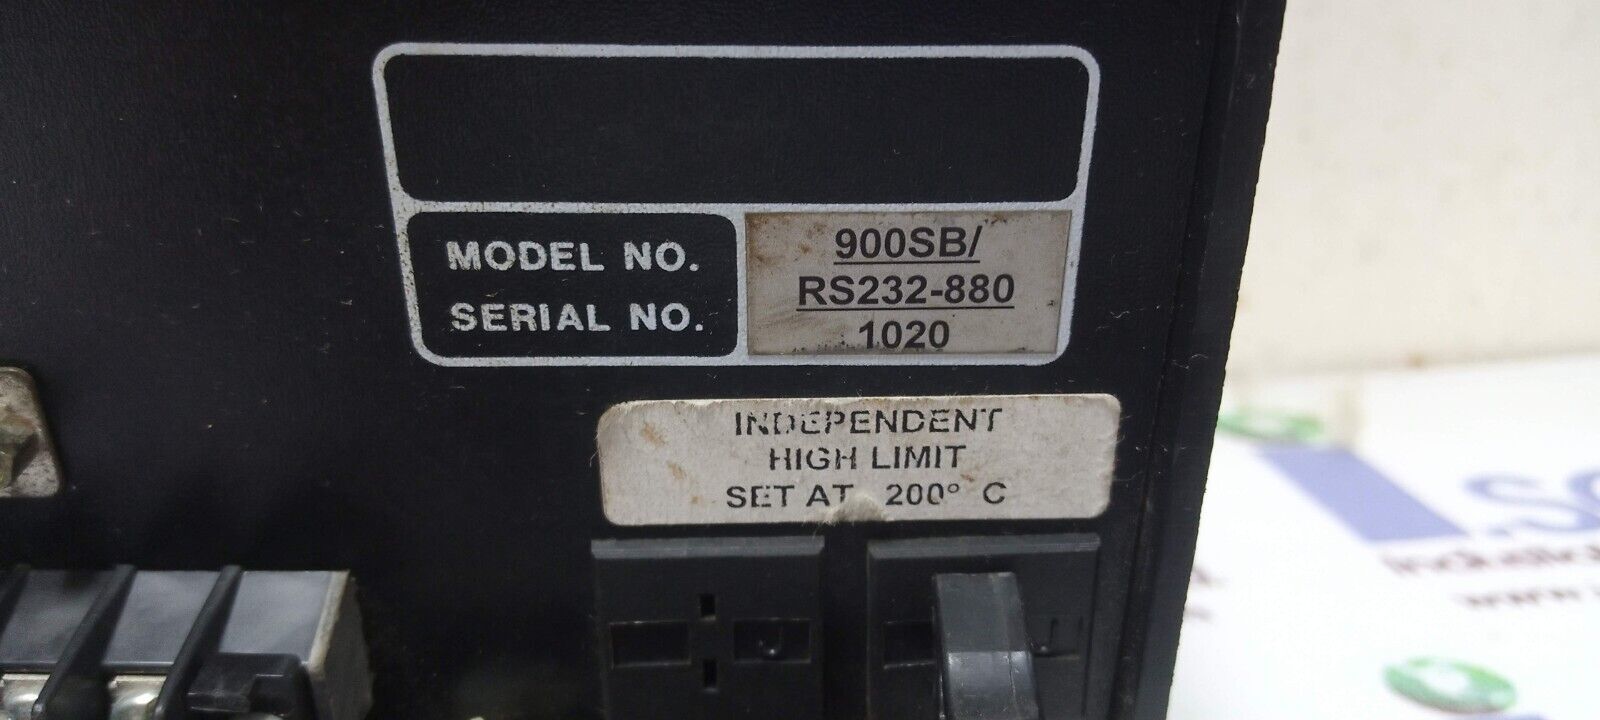 MODEL NO.
SERIAL NO.
900SB/
RS232-880
1020
INDEPENDENT
HIGH LIMIT
SET AT 200° C